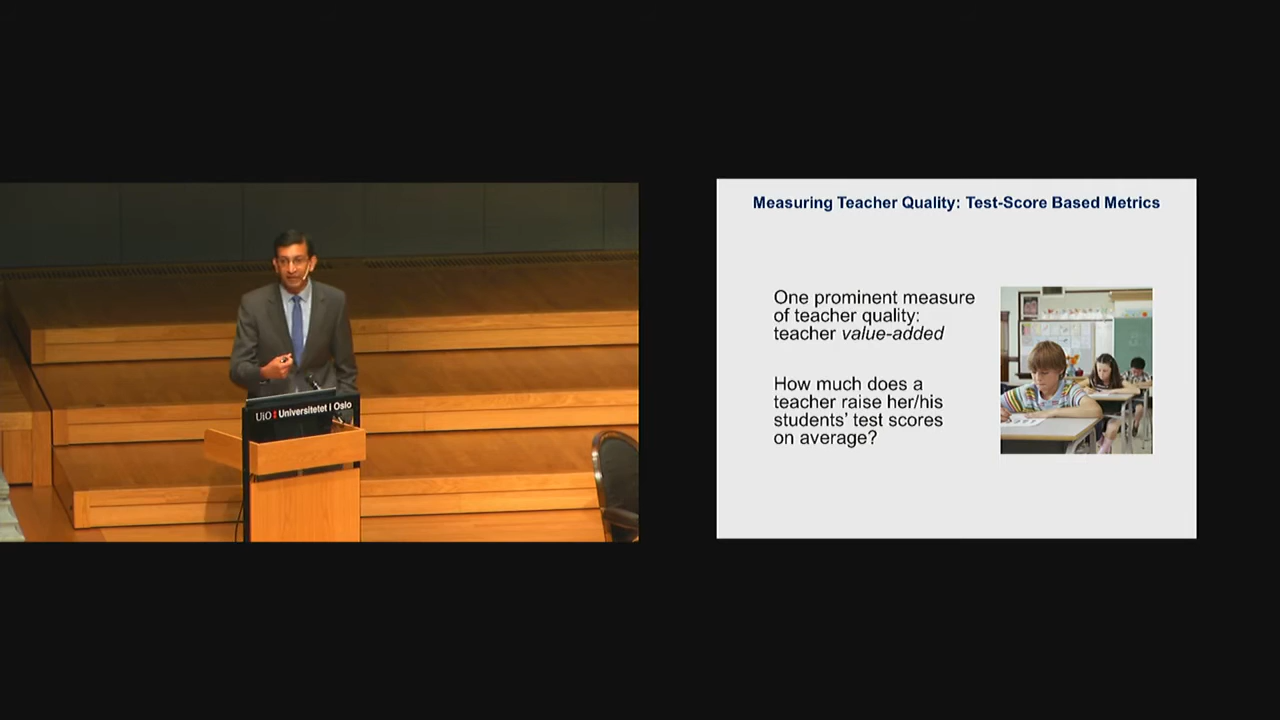 UiO Universitetet i Oslo
Measuring Teacher Quality: Test-Score Based Metrics
One prominent measure
of teacher quality:
teacher value-added
How much does a
teacher raise her/his
students' test scores
on average?